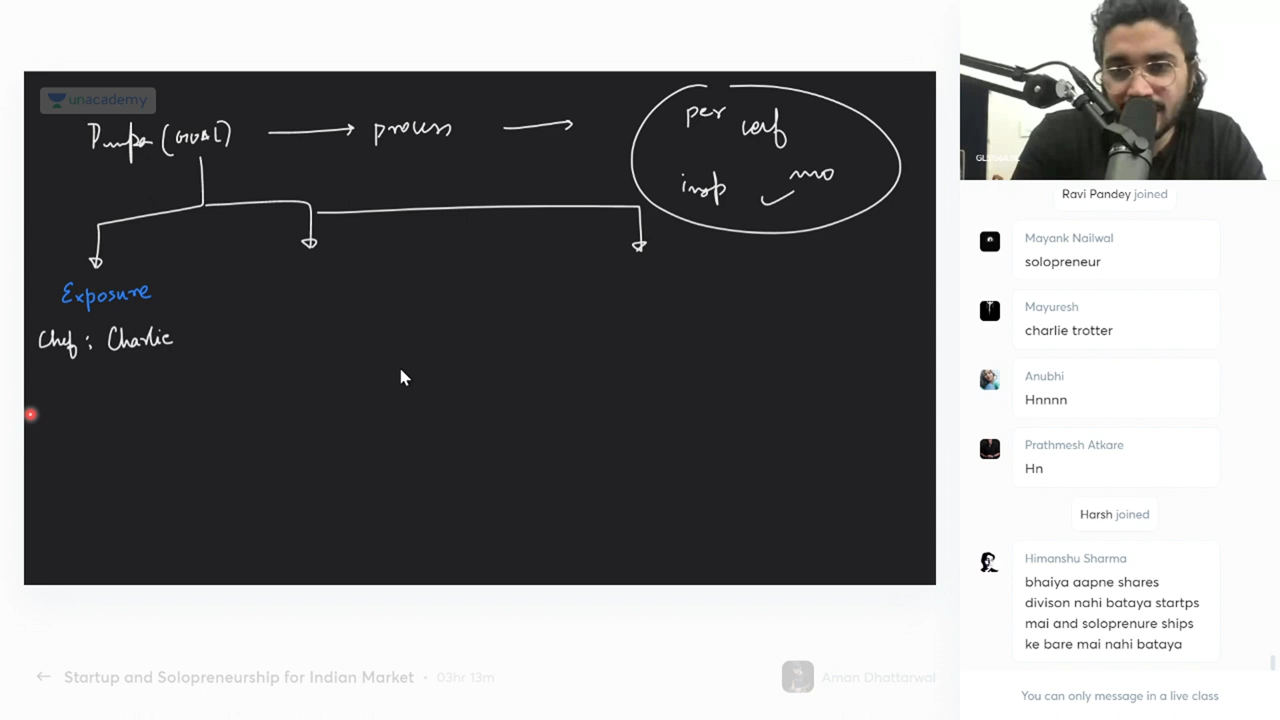 unacademy
(GOAL)
process
per
insp
mo
Exposure
Chef : Charlie
Ravi Pandey joined
Mayank Nailwal
solopreneur
Mayuresh
charlie trotter
Anubhi
Hnnnn
Prathmesh Atkare
Hn
Harsh joined
Himanshu Sharma
bhaiya aapne shares
divison nahi bataya startps
mai and soloprenure ships
ke bare mai nahi bataya
You can only message in a live class
← Startup and Solopreneurship for Indian Market • 03hr 13m
Aman Dhattarwal